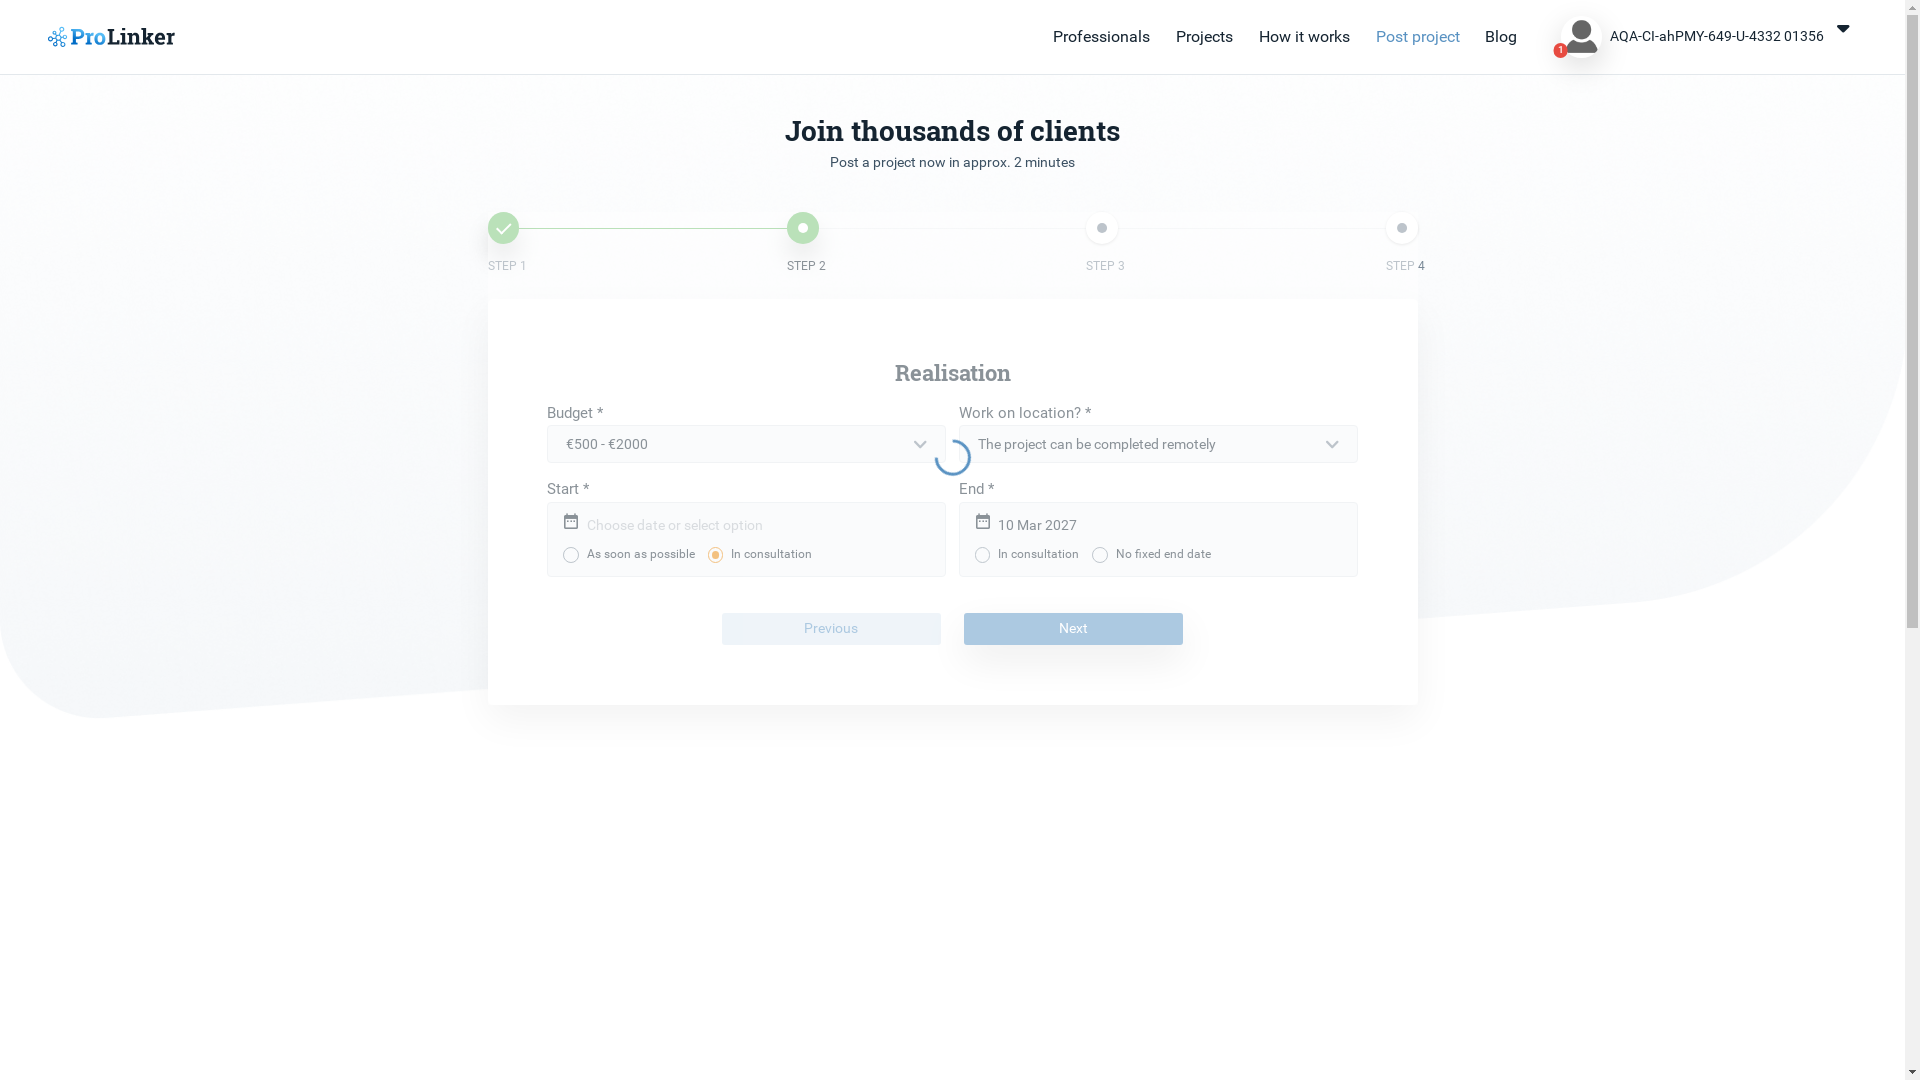 ProLinker
Professionals
Projects
How it works
Post project
Blog
1
AQA-CI-ahPMY-649-U-4332 01356
Join thousands of clients
Post a project now in approx. 2 minutes
STEP 1
STEP 2
STEP 3
STEP 4
Realisation
Budget *
Work on location? *
€500 - €2000
The project can be completed remotely
Start *
End *
Choose date or select option
10 Mar 2027
As soon as possible
In consultation
In consultation
No fixed end date
Previous
Next